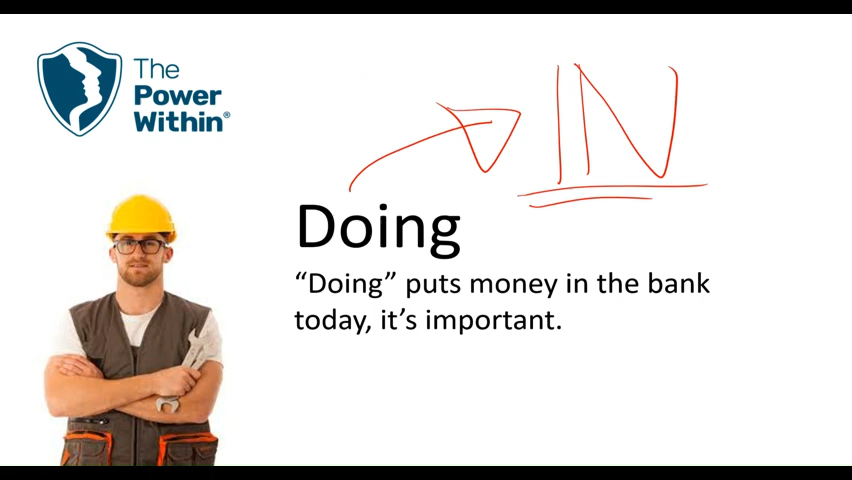 The
Power
Within®
IN
Doing
“Doing” puts money in the bank
today, it’s important.